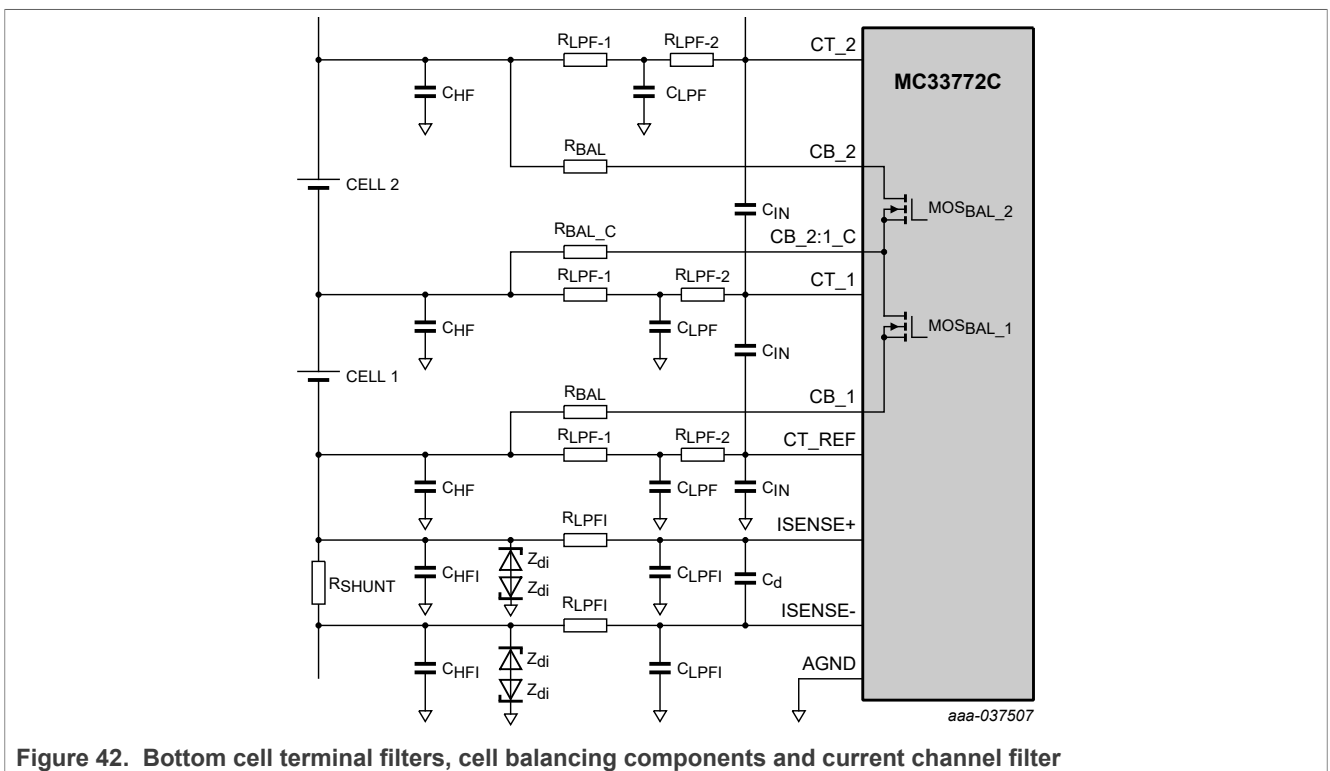 RLPF-1 RLPF-2 CT_2
MC33772C
CHF CLPF
RBAL CB_2
CELL 2
MOSBAL_2
CIN
RBAL_C CB_2:1_C
RLPF-1 RLPF-2 CT_1
CHF CLPF MOSBAL_1
CIN
CELL 1
RBAL CB_1
RLPF-1 RLPF-2 CT_REF
CHF CLPF CIN
RLPFI ISENSE+
Zdi
CHFI CLPFI Cd
Zdi
RSHUNT
RLPFI ISENSE-
Zdi AGND
CHFI CLPFI
Zdi
aaa-037507
Figure 42. Bottom cell terminal filters, cell balancing components and current channel filter